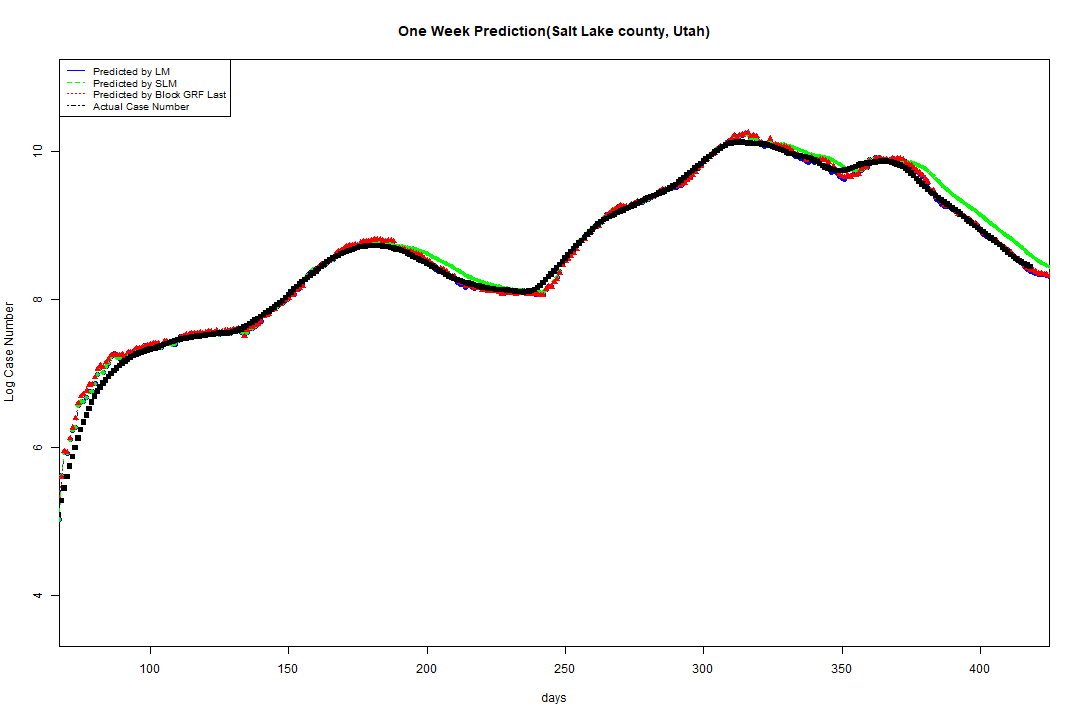 One Week Prediction(Salt Lake county, Utah)
Predicted by LM
Predicted by SLM
Predicted by Block GRF Last
Actual Case Number
10
8
6
4
Log Case Number
100 150 200 250 300 350 400
days